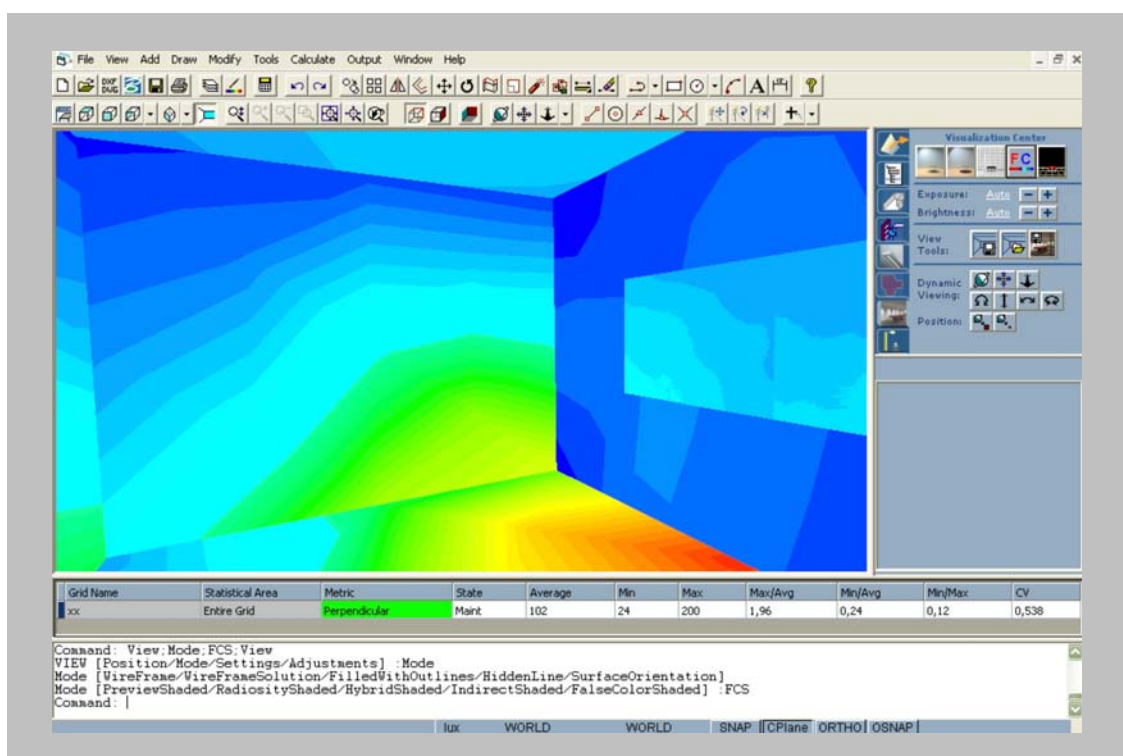 File View Add Draw Modify Tools Calculate Output Window Help
DXF
DWG
A
Visualization Center
FC
Exposure: Auto
Brightness: Auto
View
Tools:
Dynamic
Viewing:
Position:
Grid Name Statistical Area Metric State Average Min Max Max/Avg Min/Avg Min/Max CV
xx Entire Grid Perpendicular Maint 102 24 200 1,96 0,24 0,12 0,538
Command: View;Mode;FCS;View
VIEW [Position/Mode/Settings/Adjustments] :Mode
Mode [WireFrame/WireFrameSolution/FilledWithOutlines/HiddenLine/SurfaceOrientation]
Mode [PreviewShaded/RadiosityShaded/HybridShaded/IndirectShaded/FalseColorShaded] :FCS
Command:
lux WORLD WORLD SNAP CPlane ORTHO OSNAP